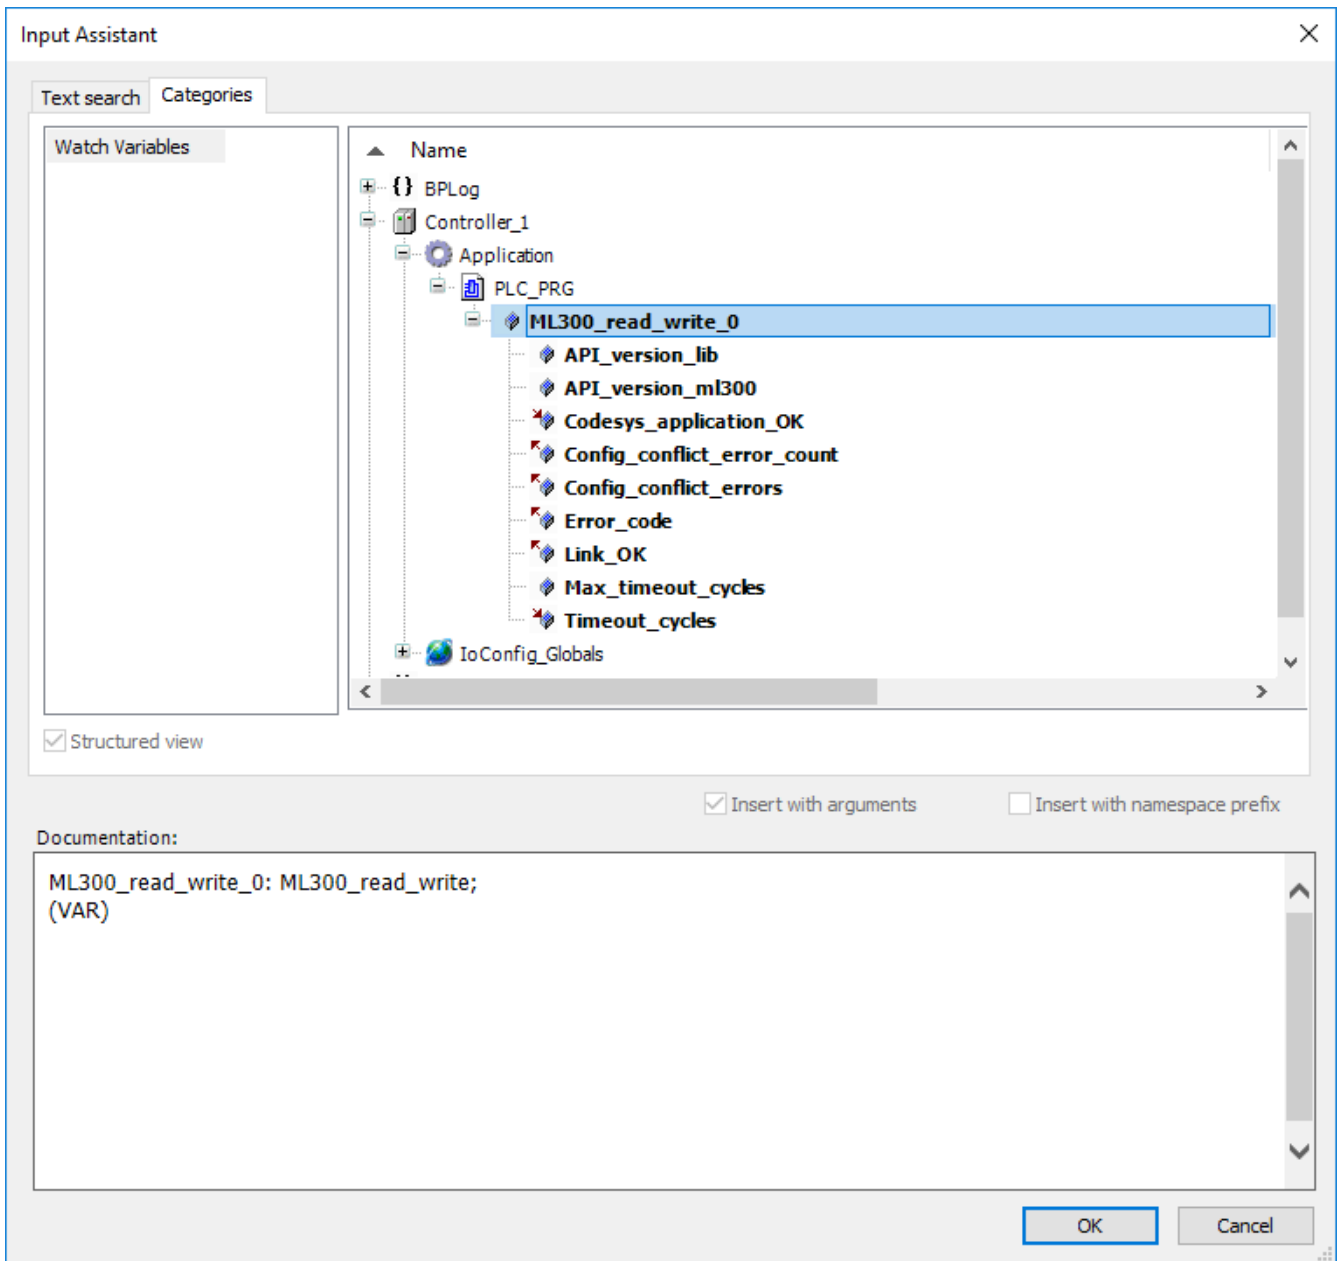 Input Assistant
Text search Categories
Watch Variables
Name
{} BPLog
Controller_1
Application
PLC_PRG
ML300_read_write_0
API_version_lib
API_version_ml300
Codesys_application_OK
Config_conflict_error_count
Config_conflict_errors
Error_code
Link_OK
Max_timeout_cycles
Timeout_cycles
IoConfig_Globals
Structured view
Insert with arguments Insert with namespace prefix
Documentation:
ML300_read_write_0: ML300_read_write;
(VAR)
OK Cancel